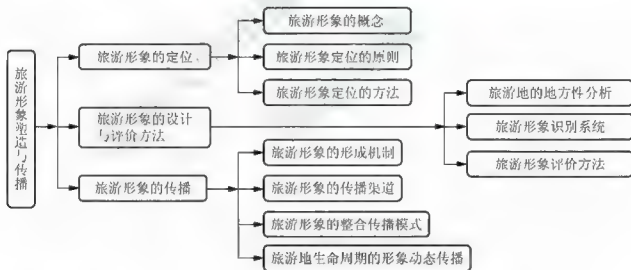 旅游形象塑造与传播
旅游形象的定位
旅游形象的概念
旅游形象定位的原则
旅游形象定位的方法
旅游形象的设计
与评价方法
旅游地的地方性分析
旅游形象识别系统
旅游形象评价方法
旅游形象的传播
旅游形象的形成机制
旅游形象的传播渠道
旅游形象的整合传播模式
旅游地生命周期的形象动态传播